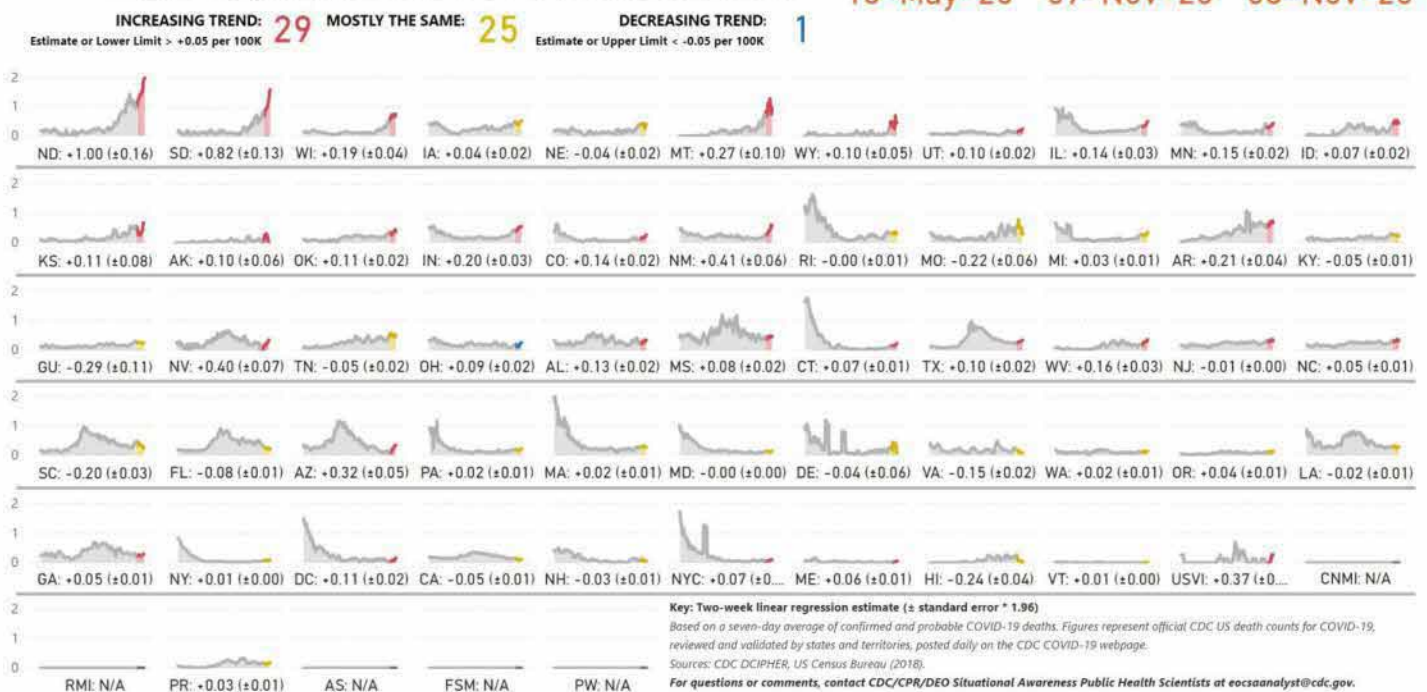 INCREASING TREND: 29 MOSTLY THE SAME: 25 DECREASING TREND: 1
Estimate or Lower Limit > +0.05 per 100K Estimate or Upper Limit < -0.05 per 100K
2
1
0
ND: +1.00 (±0.16) SD: +0.82 (±0.13) WI: +0.19 (±0.04) IA: +0.04 (±0.02) NE: -0.04 (±0.02) MT: +0.27 (±0.10) WY: +0.10 (±0.05) UT: +0.10 (±0.02) IL: +0.14 (±0.03) MN: +0.15 (±0.02) ID: +0.07 (±0.02)
2
1
0
KS: +0.11 (±0.08) AK: +0.10 (±0.06) OK: +0.11 (±0.02) IN: +0.20 (±0.03) CO: +0.14 (±0.02) NM: +0.41 (±0.06) RI: -0.00 (±0.01) MO: -0.22 (±0.06) MI: +0.03 (±0.01) AR: +0.21 (±0.04) KY: -0.05 (±0.01)
2
1
0
GU: -0.29 (±0.11) NV: +0.40 (±0.07) TN: -0.05 (±0.02) OH: +0.09 (±0.02) AL: +0.13 (±0.02) MS: +0.08 (±0.02) CT: +0.07 (±0.01) TX: +0.10 (±0.02) WV: +0.16 (±0.03) NJ: -0.01 (±0.00) NC: +0.05 (±0.01)
2
1
0
SC: -0.20 (±0.03) FL: -0.08 (±0.01) AZ: +0.32 (±0.05) PA: +0.02 (±0.01) MA: +0.02 (±0.01) MD: -0.00 (±0.00) DE: -0.04 (±0.06) VA: -0.15 (±0.02) WA: +0.02 (±0.01) OR: +0.04 (±0.01) LA: -0.02 (±0.01)
2
1
0
GA: +0.05 (±0.01) NY: +0.01 (±0.00) DC: +0.11 (±0.02) CA: -0.05 (±0.01) NH: -0.03 (±0.01) NYC: +0.07 (±0.... ME: +0.06 (±0.01) HI: -0.24 (±0.04) VT: +0.01 (±0.00) USVI: +0.37 (±0.... CNMI: N/A
2
1
0
RMI: N/A PR: +0.03 (±0.01) AS: N/A FSM: N/A PW: N/A
Key: Two-week linear regression estimate (± standard error * 1.96)
Based on a seven-day average of confirmed and probable COVID-19 deaths. Figures represent official CDC US death counts for COVID-19,
reviewed and validated by states and territories, posted daily on the CDC COVID-19 webpage.
Sources: CDC DCIPHER, US Census Bureau (2018).
For questions or comments, contact CDC/CPR/DEO Situational Awareness Public Health Scientists at eocsaanalyst@cdc.gov.